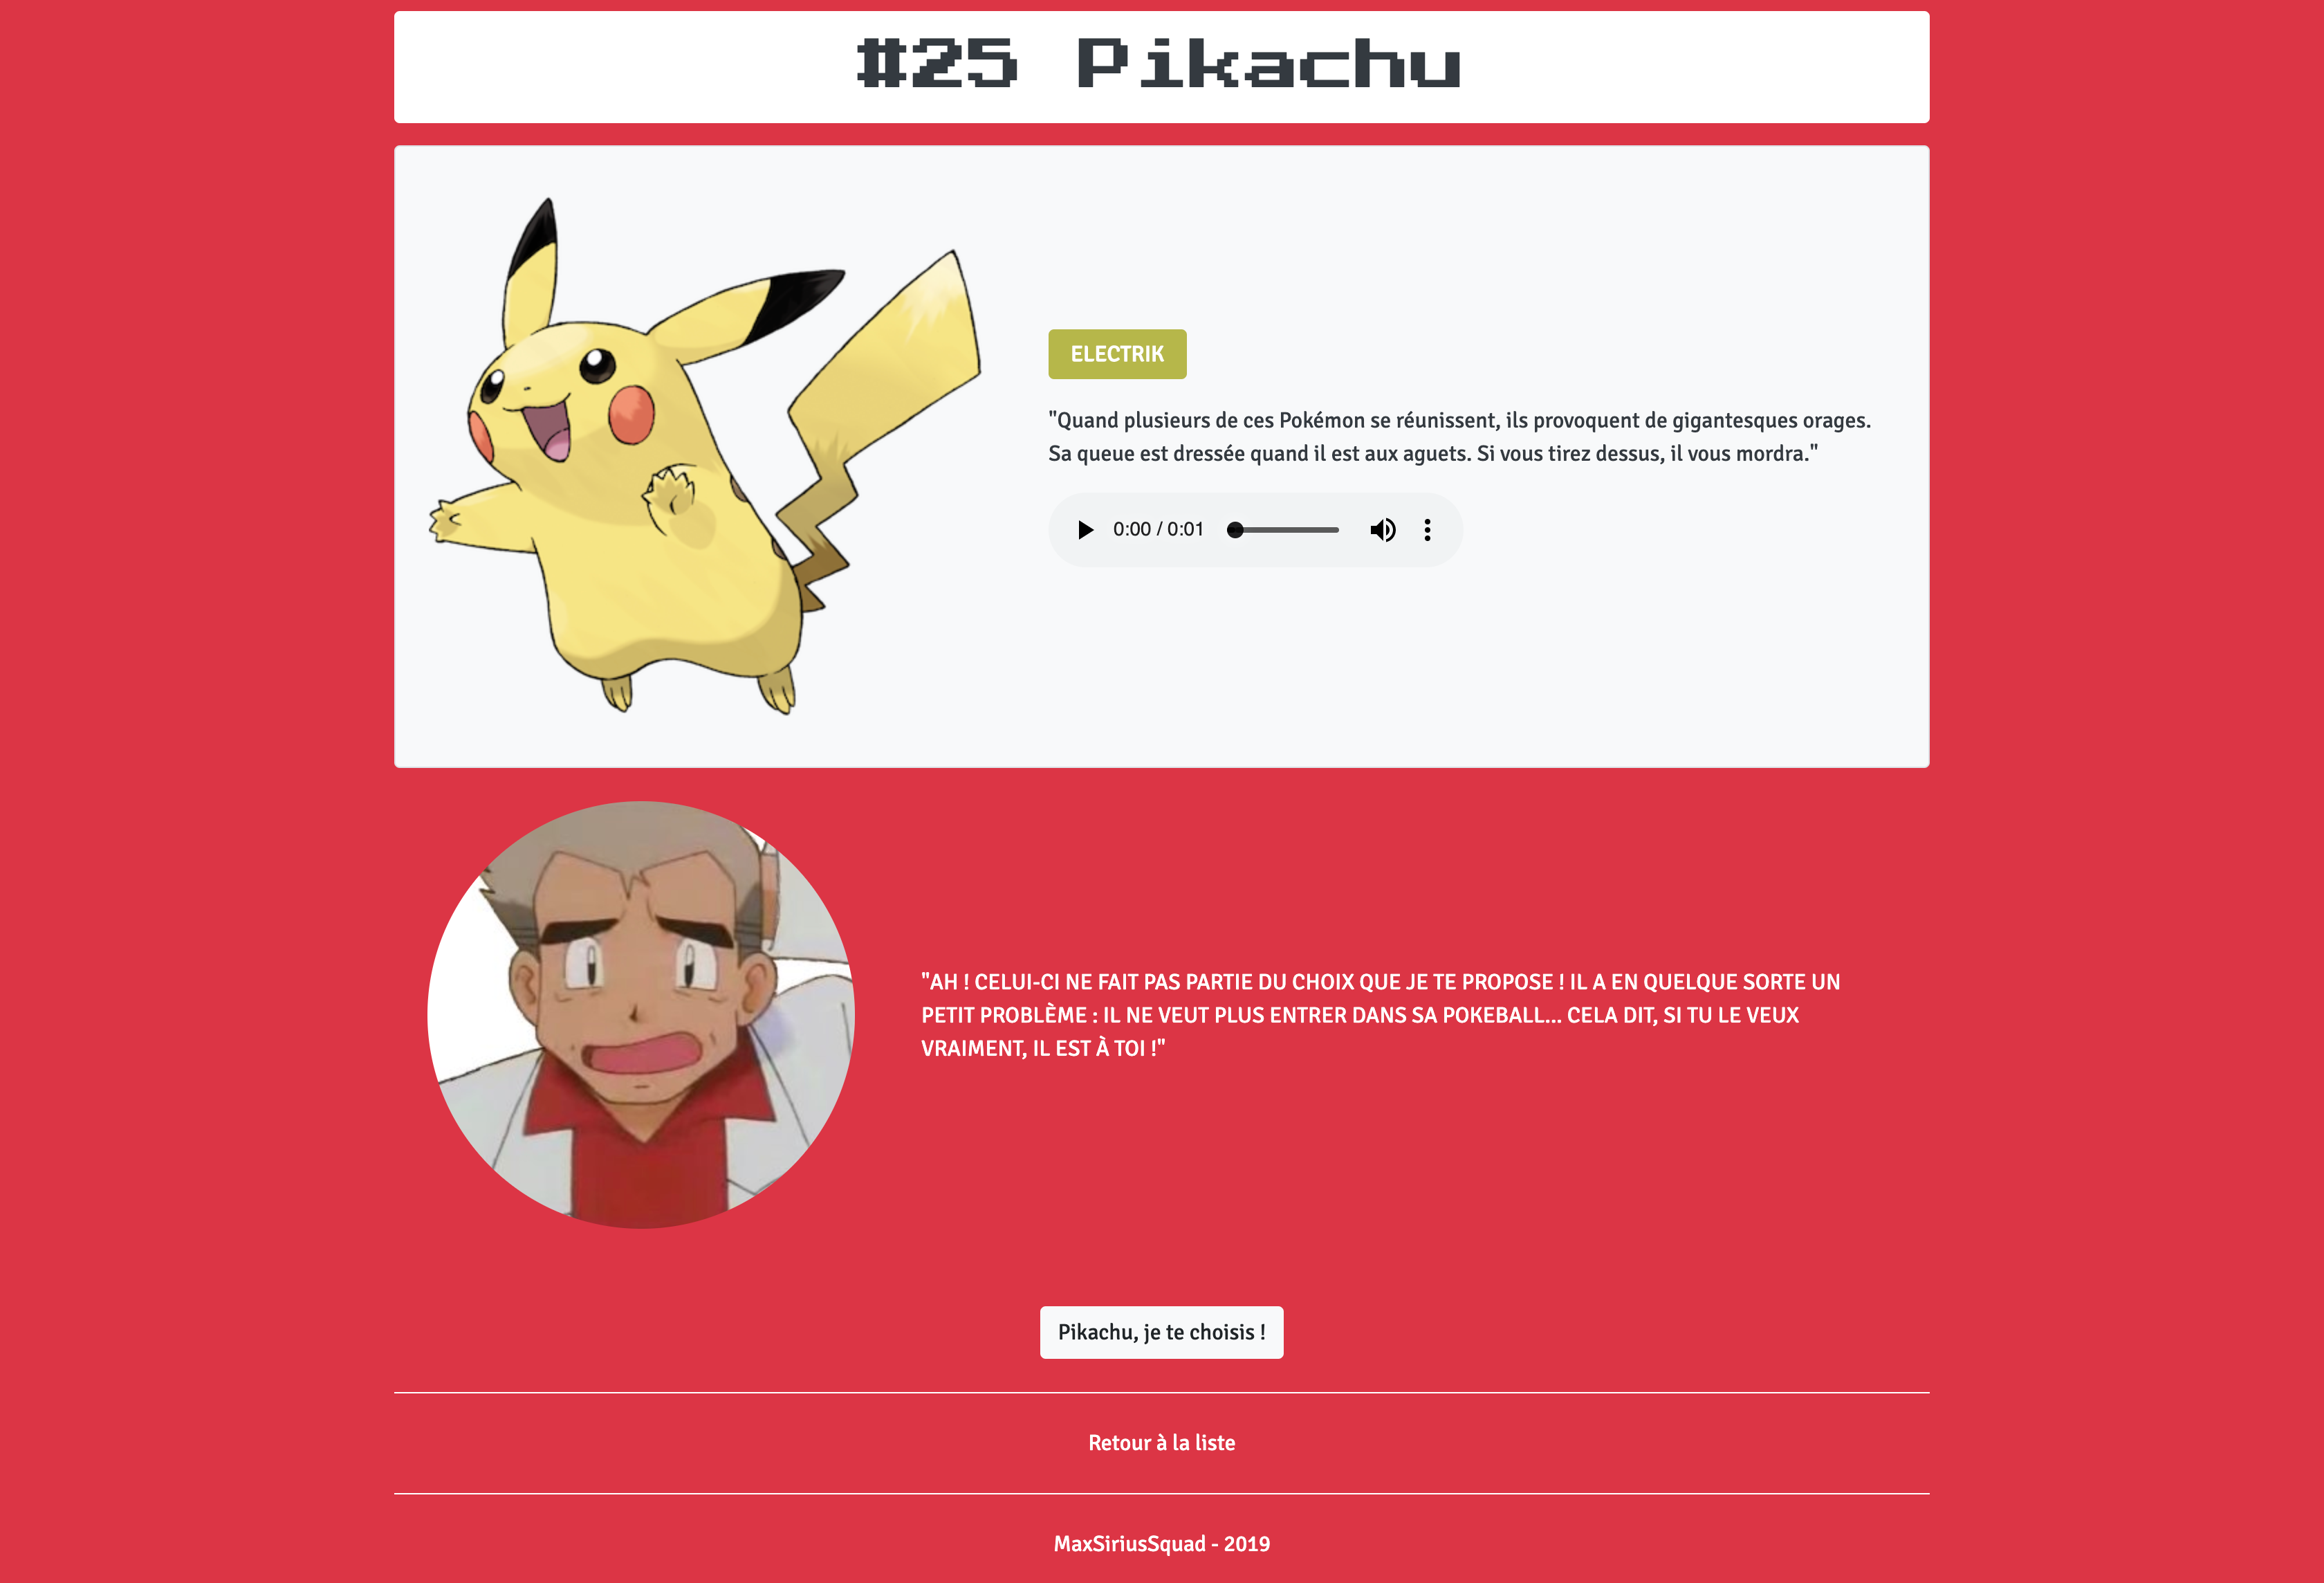 #25 Pikachu
ELECTRIK
"Quand plusieurs de ces Pokémon se réunissent, ils provoquent de gigantesques orages.
Sa queue est dressée quand il est aux aguets. Si vous tirez dessus, il vous mordra."
0:00 / 0:01
"AH ! CELUI-CI NE FAIT PAS PARTIE DU CHOIX QUE JE TE PROPOSE ! IL A EN QUELQUE SORTE UN
PETIT PROBLÈME : IL NE VEUT PLUS ENTRER DANS SA POKEBALL... CELA DIT, SI TU LE VEUX
VRAIMENT, IL EST À TOI !"
Pikachu, je te choisis !
Retour à la liste
MaxSiriusSquad - 2019